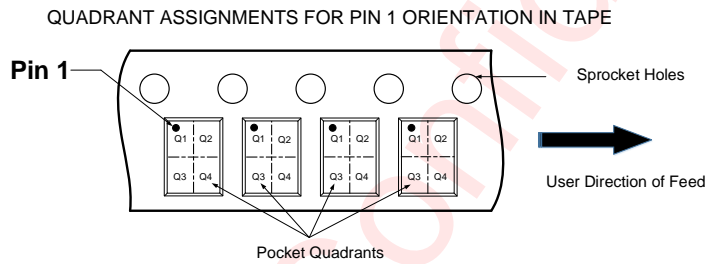 QUADRANT ASSIGNMENTS FOR PIN 1 ORIENTATION IN TAPE
Pin 1
Sprocket Holes
Q1 Q2 Q1 Q2 Q1 Q2 Q1 Q2
Q3 Q4 Q3 Q4 Q3 Q4 Q3 Q4
User Direction of Feed
Pocket Quadrants